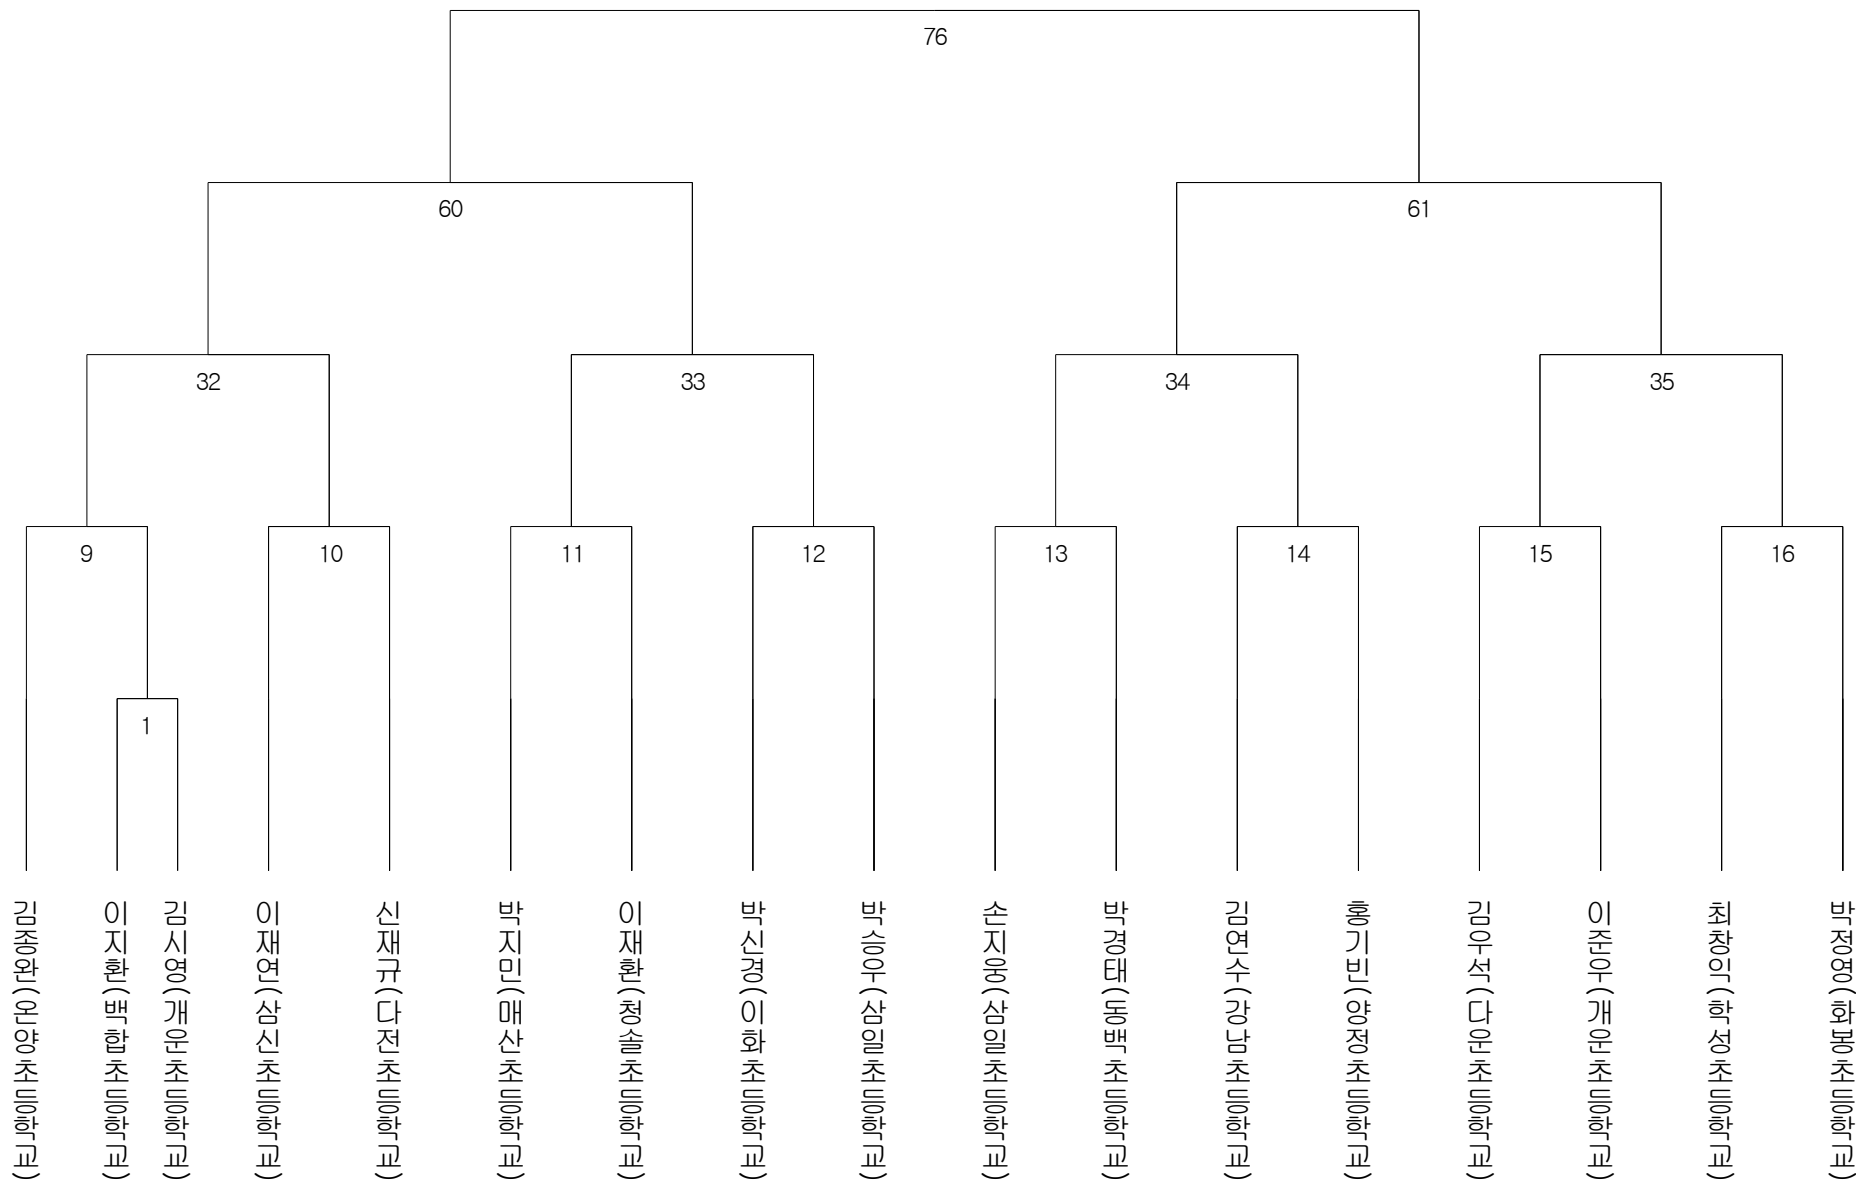 76
60
61
32
33
34
35
9
10
11
12
13
14
15
16
1
김종완(온양초등학교)
이지환(백합초등학교)
김시영(개운초등학교)
이재연(삼신초등학교)
신재규(다전초등학교)
박지민(매산초등학교)
이재환(청솔초등학교)
박신경(이화초등학교)
박승우(삼일초등학교)
손지웅(삼일초등학교)
박경태(동백초등학교)
김연수(강남초등학교)
홍기빈(양정초등학교)
김우석(다운초등학교)
이준우(개운초등학교)
최창익(학성초등학교)
박정영(화봉초등학교)